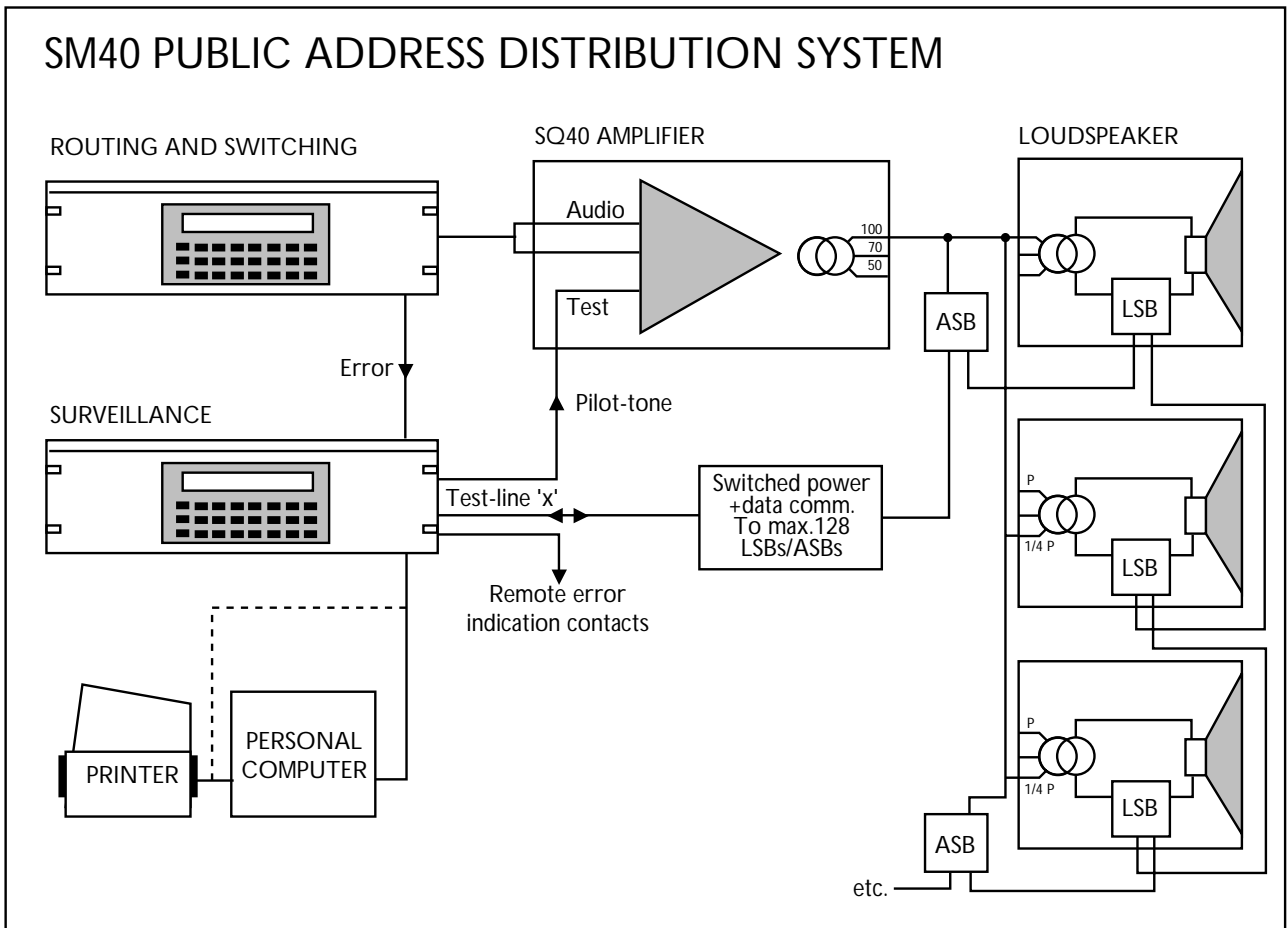 SM40 PUBLIC ADDRESS DISTRIBUTION SYSTEM
ROUTING AND SWITCHING
SQ40 AMPLIFIER
LOUDSPEAKER
Audio
100
70
50
Test
ASB
LSB
Error
Pilot-tone
SURVEILLANCE
Test-line 'x'
Switched power
+data comm.
To max.128
LSBs/ASBs
P
1/4 P
LSB
Remote error
indication contacts
PRINTER
PERSONAL
COMPUTER
P
1/4 P
LSB
ASB
etc.